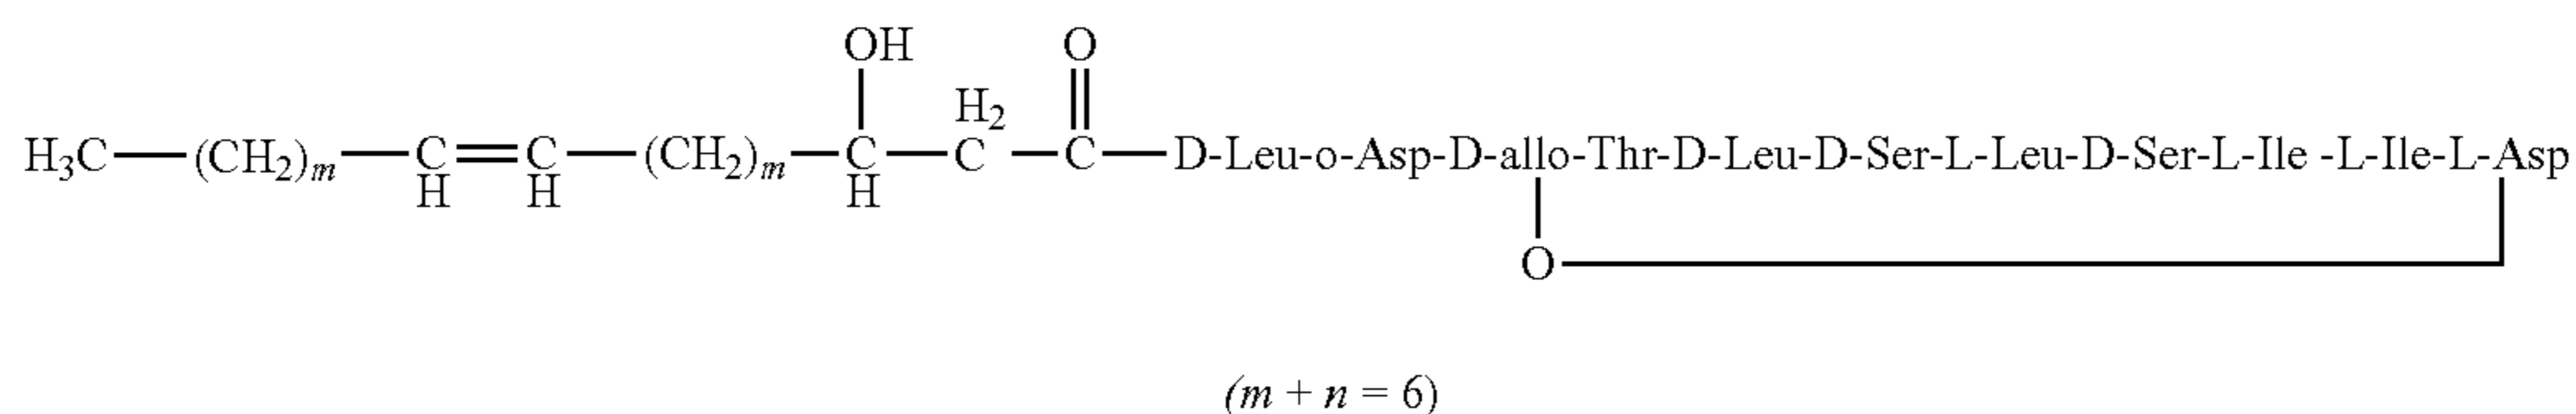 OH O
H₂
H₃C—(CH₂)m—C=C—(CH₂)m—C—C—C—D-Leu-o-Asp-D-allo-Thr-D-Leu-D-Ser-L-Leu-D-Ser-L-Ile -L-Ile-L-Asp
H H H
O
(m + n = 6)